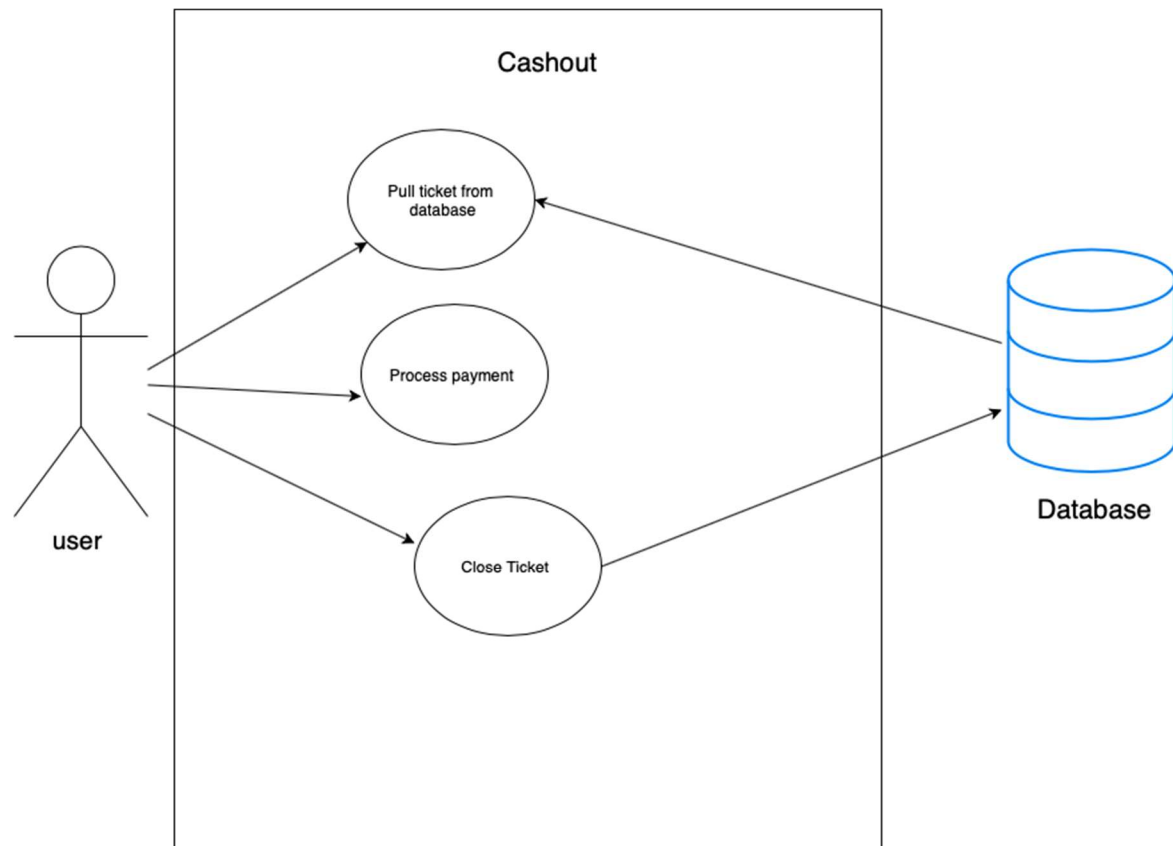 Cashout
Pull ticket from
database
Process payment
Close Ticket
user
Database